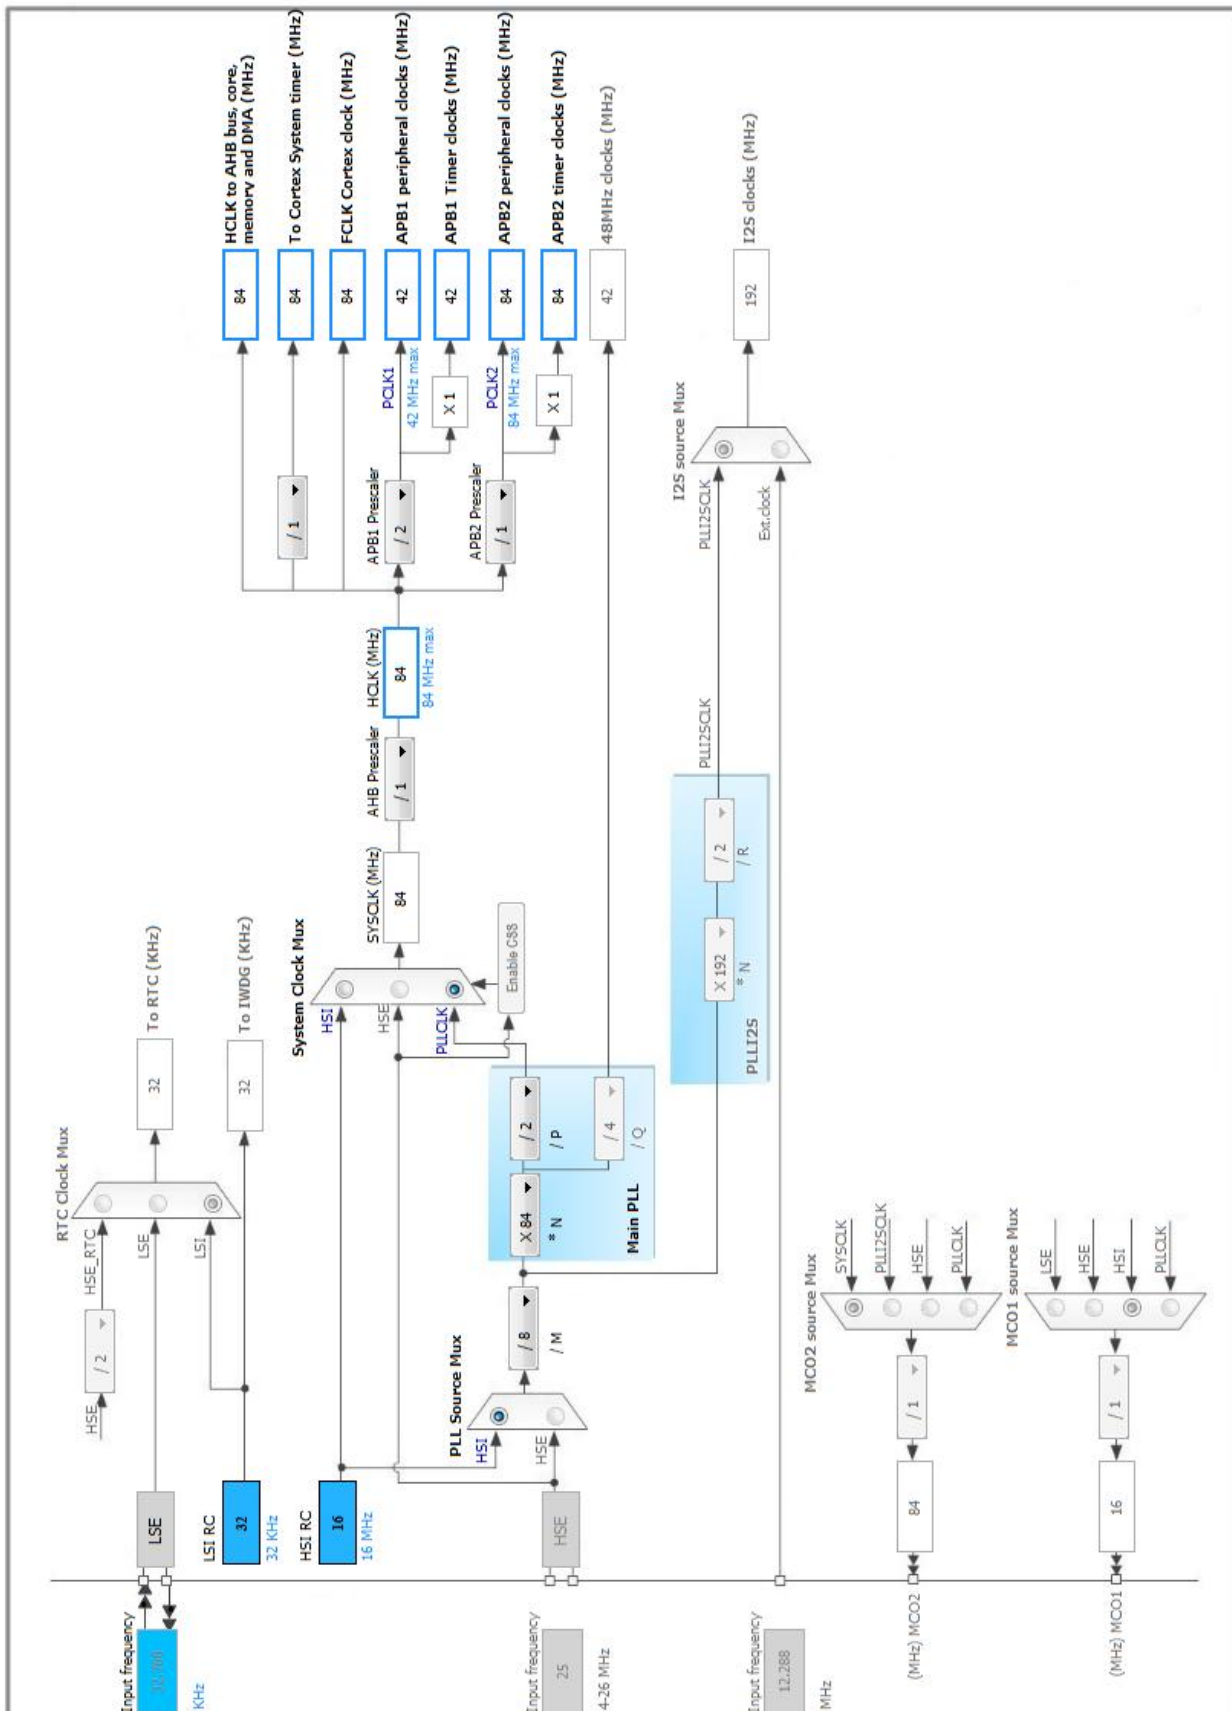 Input frequency
KHz
LSE
LSI RC
32
32 KHz
HSI RC
16
16 MHz
Input frequency
25
4-26 MHz
HSE
Input frequency
12.288
MHz
HSE
/ 2
HSE_RTC
LSE
LSI
RTC Clock Mux
32
To RTC (KHz)
32
To IWDG (KHz)
PLL Source Mux
HSI
HSE
/ 8
/ M
X 84
* N
/ 2
/ P
/ 4
/ Q
Main PLL
System Clock Mux
HSI
HSE
PLLCLK
Enable CSS
SYSCLK (MHz)
84
AHB Prescaler
/ 1
HCLK (MHz)
84
84 MHz max
/ 1
APB1 Prescaler
/ 2
APB2 Prescaler
/ 1
PCLK1
42 MHz max
X 1
PCLK2
84 MHz max
X 1
84
HCLK to AHB bus, core,
memory and DMA (MHz)
84
To Cortex System timer (MHz)
84
FCLK Cortex clock (MHz)
42
APB1 peripheral clocks (MHz)
42
APB1 Timer clocks (MHz)
84
APB2 peripheral clocks (MHz)
84
APB2 timer clocks (MHz)
42
48MHz clocks (MHz)
PLLI2S
X 192
* N
/ 2
/ R
PLLI2SCLK
PLLI2SCLK
Ext.clock
I2S source Mux
192
I2S clocks (MHz)
MCO2 source Mux
SYSCLK
PLLI2SCLK
HSE
PLLCLK
/ 1
84
(MHz) MCO2
MCO1 source Mux
LSE
HSE
HSI
PLLCLK
/ 1
16
(MHz) MCO1